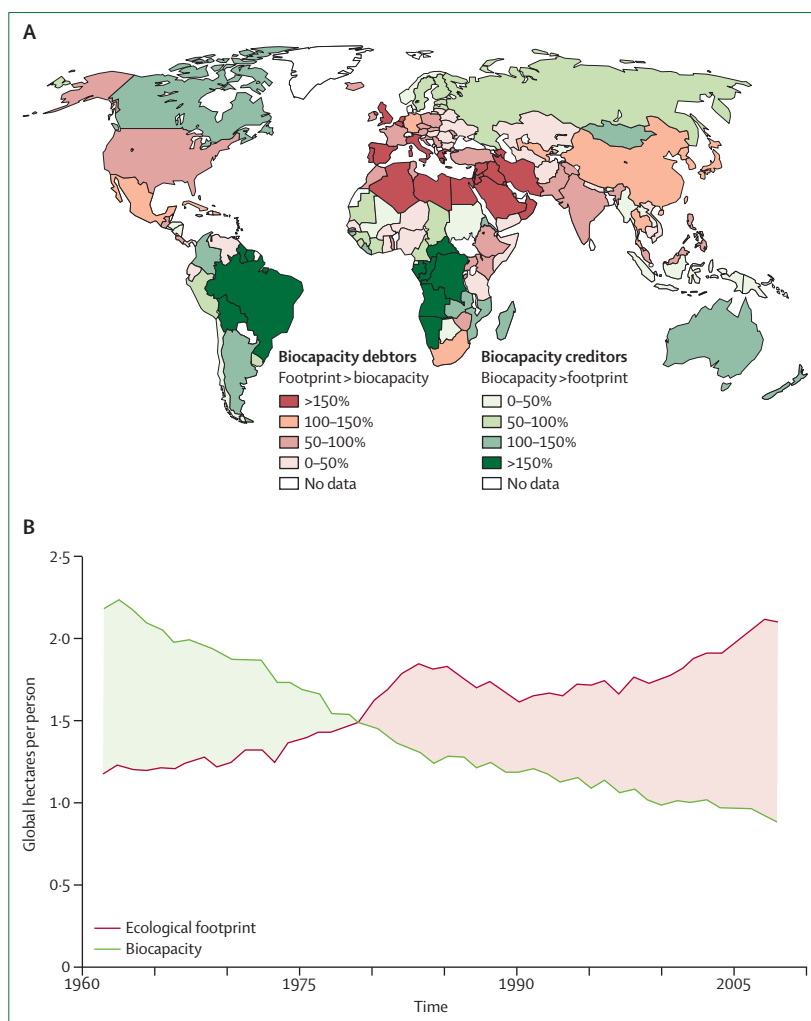 A
Biocapacity debtors
Footprint>biocapacity
>150%
100–150%
50–100%
0–50%
No data
Biocapacity creditors
Biocapacity>footprint
0–50%
50–100%
100–150%
>150%
No data
B
2·5
2·0
1·5
1·0
0·5
0
Global hectares per person
Ecological footprint
Biocapacity
1960
1975
1990
2005
Time